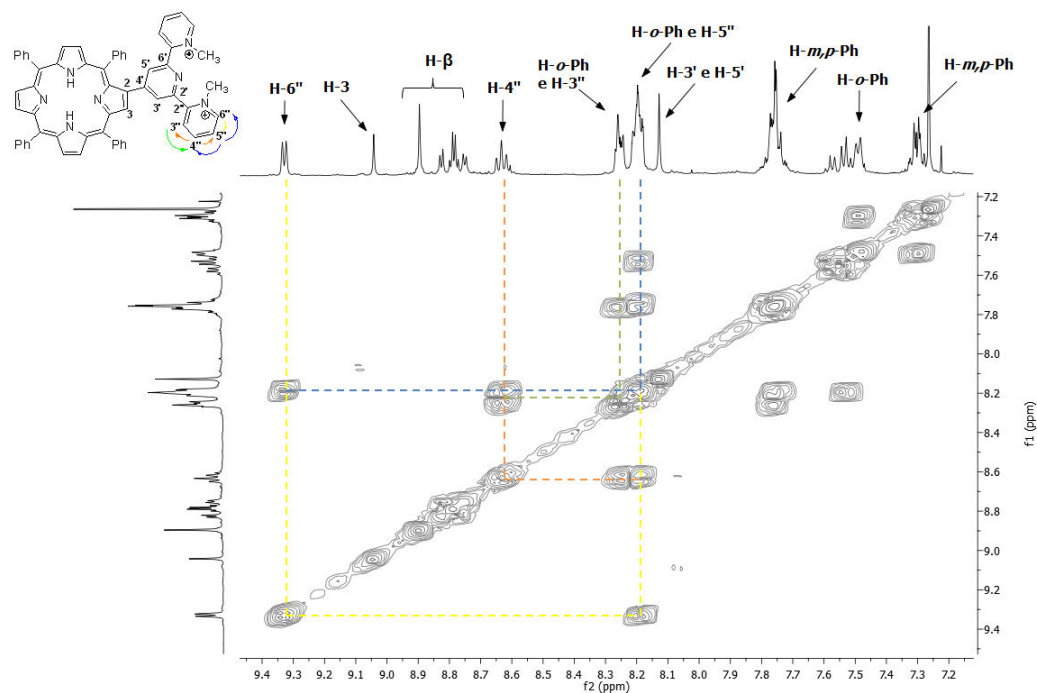 Ph
Ph
Ph
Ph
NH
N
N
HN
2
3
4'
5'
6'
3'
2'
2"
3"
4"
5"
6"
N
N
N
CH3
CH3
H-6"
H-3
H-β
H-4"
H-o-Ph
e H-3"
H-o-Ph e H-5"
H-3' e H-5'
H-m,p-Ph
H-o-Ph
H-m,p-Ph
7.2
7.4
7.6
7.8
8.0
8.2
8.4
8.6
8.8
9.0
9.2
9.4
f1 (ppm)
9.4 9.3 9.2 9.1 9.0 8.9 8.8 8.7 8.6 8.5 8.4 8.3 8.2 8.1 8.0 7.9 7.8 7.7 7.6 7.5 7.4 7.3 7.2
f2 (ppm)